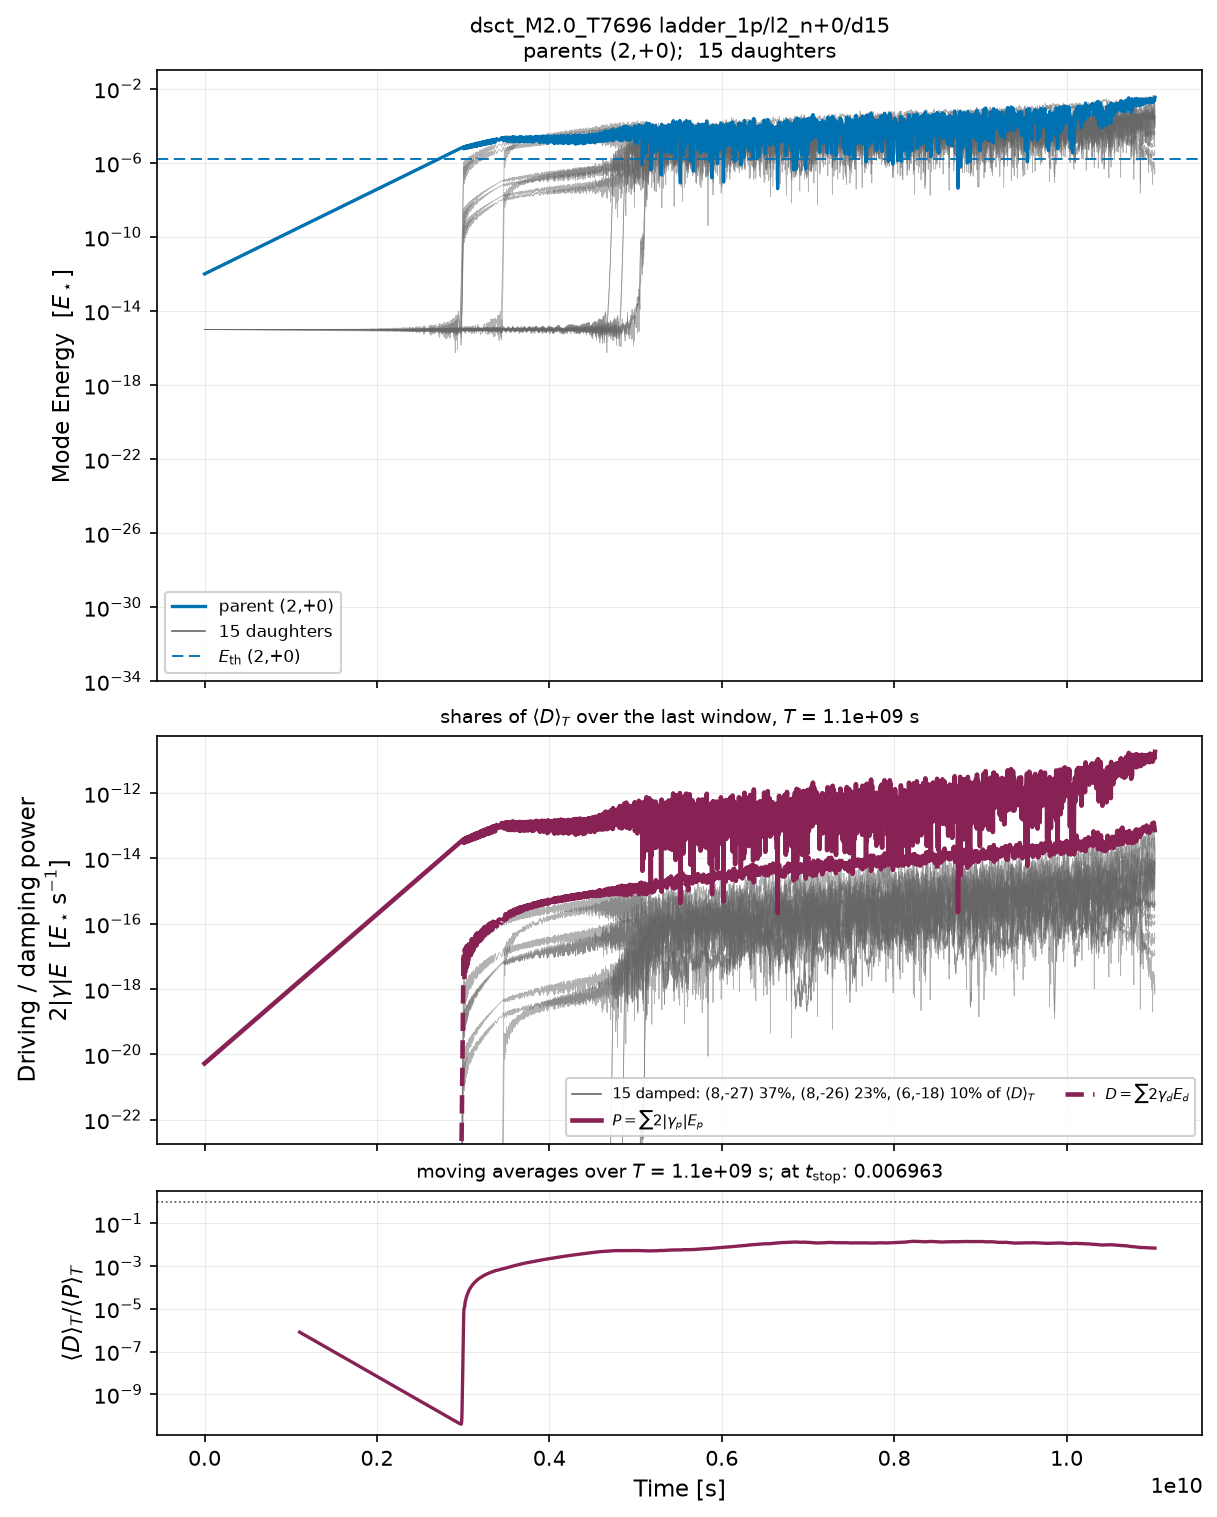 dsct_M2.0_T7696 ladder_1p/l2_n+0/d15
parents (2,+0);  15 daughters
Mode Energy [E⋆]
10⁻²
10⁻⁶
10⁻¹⁰
10⁻¹⁴
10⁻¹⁸
10⁻²²
10⁻²⁶
10⁻³⁰
10⁻³⁴
parent (2,+0)
15 daughters
E_th (2,+0)
shares of ⟨D⟩_T over the last window, T = 1.1e+09 s
Driving / damping power
2|γ|E [E⋆ s⁻¹]
10⁻¹²
10⁻¹⁴
10⁻¹⁶
10⁻¹⁸
10⁻²⁰
10⁻²²
15 damped: (8,-27) 37%, (8,-26) 23%, (6,-18) 10% of ⟨D⟩_T
P = ∑2|γ_p|E_p
D = ∑2γ_dE_d
moving averages over T = 1.1e+09 s; at t_stop: 0.006963
⟨D⟩_T/⟨P⟩_T
10⁻¹
10⁻³
10⁻⁵
10⁻⁷
10⁻⁹
0.0 0.2 0.4 0.6 0.8 1.0
1e10
Time [s]